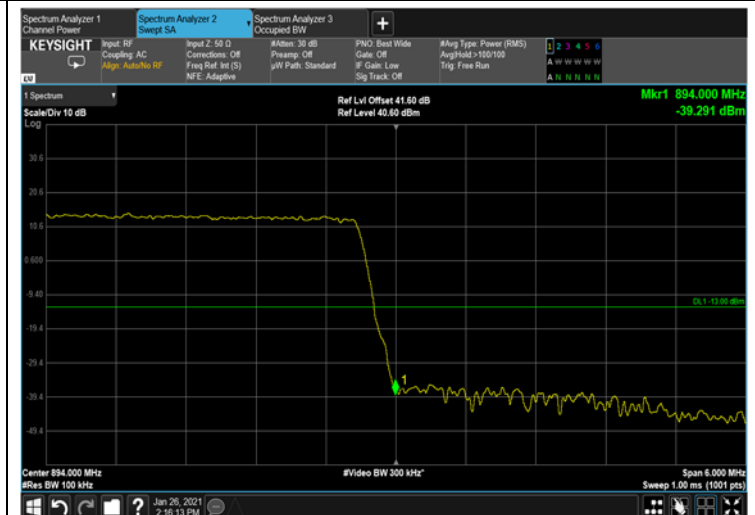 Spectrum Analyzer 1
Channel Power
Spectrum Analyzer 2
Swept SA
Spectrum Analyzer 3
Occupied BW
+
KEYSIGHT
Input: RF
Coupling: AC
Align: Auto/No RF
Input Z: 50 Ω
Corrections: Off
Freq Ref: Int (S)
NFE: Adaptive
#Atten: 30 dB
Preamp: Off
µW Path: Standard
PNO: Best Wide
Gate: Off
IF Gain: Low
Sig Track: Off
#Avg Type: Power (RMS)
Avg|Hold >100/100
Trig: Free Run
1 2 3 4 5 6
A W W W W W
A N N N N N
LXI
1 Spectrum
Scale/Div 10 dB
Log
Ref Lvl Offset 41.60 dB
Ref Level 40.60 dBm
Mkr1 894.000 MHz
-39.291 dBm
30.6
20.6
10.6
0.600
-9.40
DL1 -13.00 dBm
-19.4
-29.4
1
-39.4
-49.4
Center 894.000 MHz
#Res BW 100 kHz
#Video BW 300 kHz*
Span 6.000 MHz
Sweep 1.00 ms (1001 pts)
?
Jan 26, 2021
2:16:13 PM